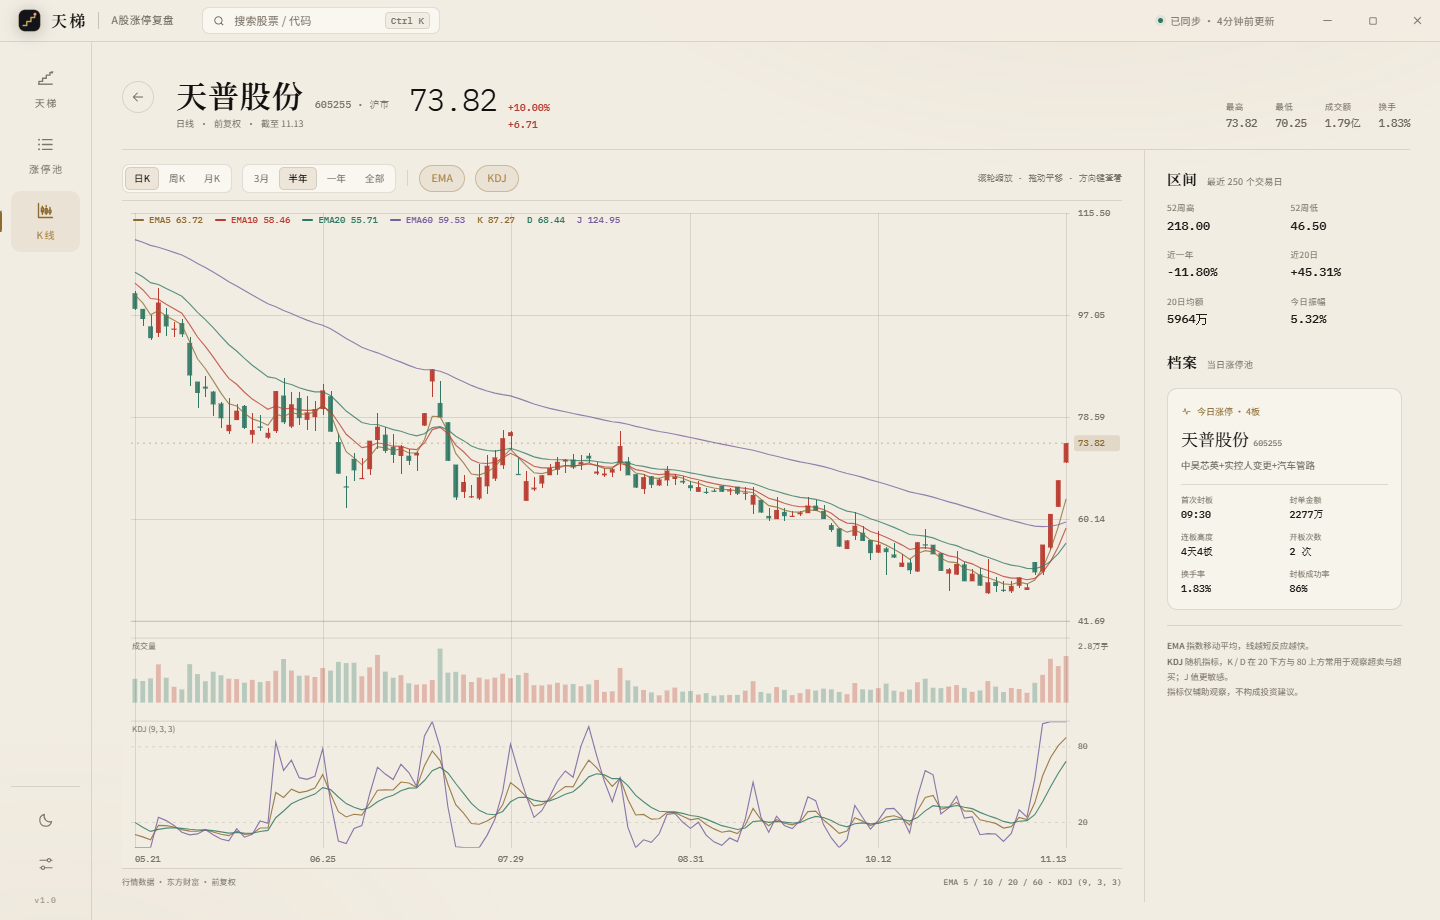 天梯 A股涨停复盘 搜索股票 / 代码 Ctrl K 已同步 · 4分钟前更新
天梯
涨停池
K线
v1.0
天普股份 605255 · 沪市 73.82 +10.00%
+6.71
日线 · 前复权 · 截至 11.13
最高 最低 成交额 换手
73.82 70.25 1.79亿 1.83%
日K 周K 月K 3月 半年 一年 全部 EMA KDJ 滚轮缩放 · 拖动平移 · 方向键查看
EMA5 63.72 EMA10 58.46 EMA20 55.71 EMA60 59.53 K 87.27 D 68.44 J 124.95
115.50
97.05
78.59
73.82
60.14
41.69
成交量 2.8万手
KDJ (9, 3, 3)
80
20
05.21 06.25 07.29 08.31 10.12 11.13
行情数据 · 东方财富 · 前复权 EMA 5 / 10 / 20 / 60 · KDJ (9, 3, 3)
区间 最近 250 个交易日
52周高 52周低
218.00 46.50
近一年 近20日
-11.80% +45.31%
20日均额 今日振幅
5964万 5.32%
档案 当日涨停池
今日涨停 · 4板
天普股份 605255
中昊芯英+实控人变更+汽车管路
首次封板 封单金额
09:30 2277万
连板高度 开板次数
4天4板 2 次
换手率 封板成功率
1.83% 86%
EMA 指数移动平均，线越短反应越快。
KDJ 随机指标，K / D 在 20 下方与 80 上方常用于观察超卖与超
买；J 值更敏感。
指标仅辅助观察，不构成投资建议。